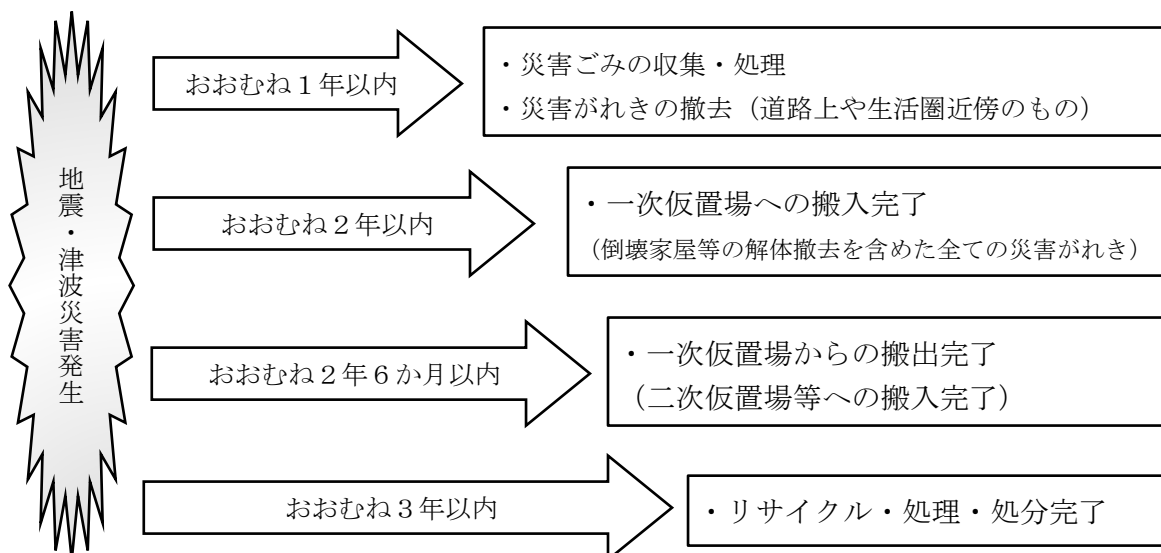 地震・津波災害発生
おおむね１年以内
・災害ごみの収集・処理
・災害がれきの撤去（道路上や生活圏近傍のもの）
おおむね２年以内
・一次仮置場への搬入完了
（倒壊家屋等の解体撤去を含めた全ての災害がれき）
おおむね２年６か月以内
・一次仮置場からの搬出完了
（二次仮置場等への搬入完了）
おおむね３年以内
・リサイクル・処理・処分完了